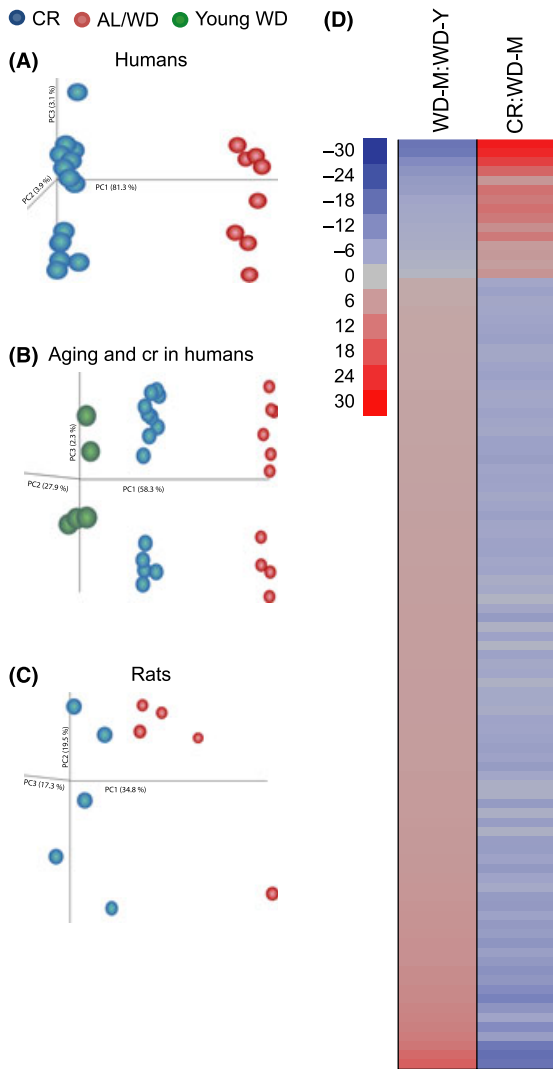 CR AL/WD Young WD
(A) Humans
PC3 (3.1 %)
PC1 (81.3 %)
PC2 (3.9 %)
(B) Aging and cr in humans
PC3 (2.3 %)
PC2 (27.9 %)
PC1 (58.3 %)
(C) Rats
PC2 (19.5 %)
PC3 (17.3 %)
PC1 (34.8 %)
(D)
WD-M:WD-Y
CR:WD-M
–30
–24
–18
–12
–6
0
6
12
18
24
30